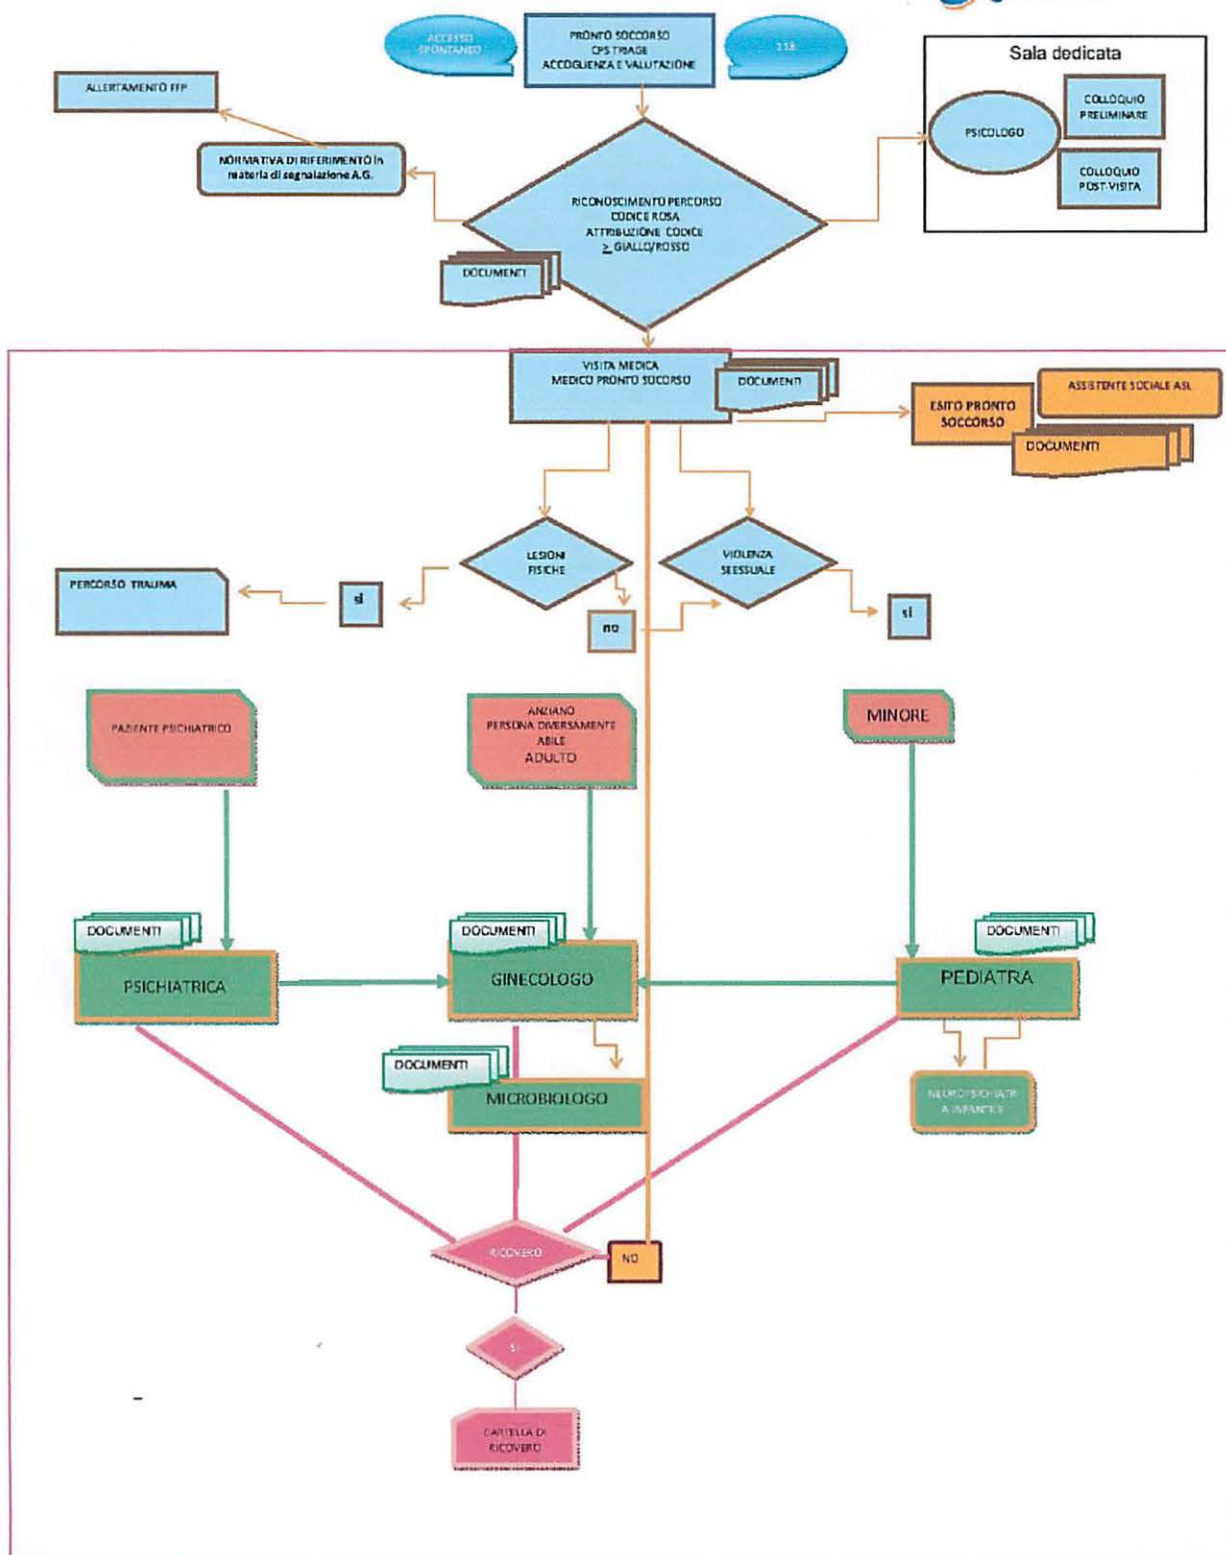 ACCESSO
SPONTANEO
PRONTO SOCCORSO
CPS TRIAGE
ACCOGLIENZA E VALUTAZIONE
118
Sala dedicata
PSICOLOGO
COLLOQUIO
PRELIMINARE
COLLOQUIO
POST-VISITA
ALLERTAMENTO FFP
NORMATIVA DI RIFERIMENTO in
materia di segnalazione A.G.
RICONOSCIMENTO PERCORSO
CODICE ROSA
ATTRIBUZIONE CODICE
≥ GIALLO/ROSSO
DOCUMENTI
VISITA MEDICA
MEDICO PRONTO SOCORSO
DOCUMENTI
ESITO PRONTO
SOCCORSO
ASSISTENTE SOCIALE ASL
DOCUMENTI
LESIONI
FISICHE
VIOLENZA
SEESSUALE
PERCORSO TRAUMA
si
no
si
PAZIENTE PSICHIATRICO
ANZIANO
PERSONA DIVERSAMENTE
ABILE
ADULTO
MINORE
DOCUMENTI
PSICHIATRICA
DOCUMENTI
GINECOLOGO
DOCUMENTI
PEDIATRA
DOCUMENTI
MICROBIOLOGO
NEUROPSICHIATR
A INFANTILE
RICOVERO
NO
SI
CARTELLA DI
RICOVERO